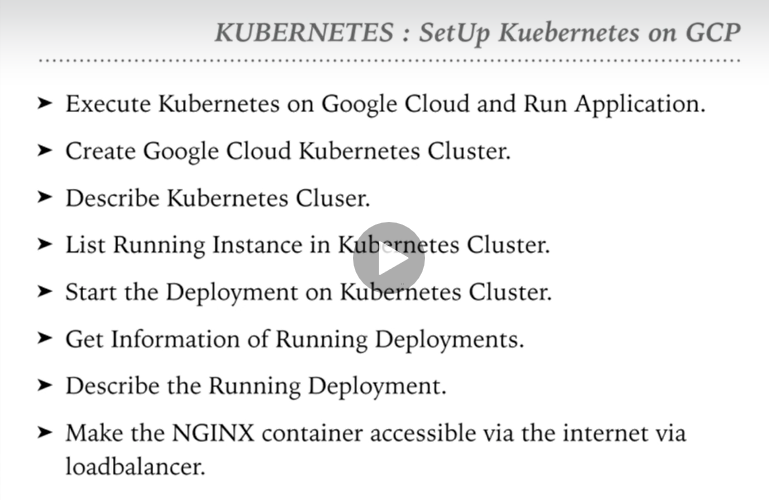 KUBERNETES : SetUp Kuebernetes on GCP
➤ Execute Kubernetes on Google Cloud and Run Application.
➤ Create Google Cloud Kubernetes Cluster.
➤ Describe Kubernetes Cluser.
➤ List Running Instance in Kubernetes Cluster.
➤ Start the Deployment on Kubernetes Cluster.
➤ Get Information of Running Deployments.
➤ Describe the Running Deployment.
➤ Make the NGINX container accessible via the internet via
loadbalancer.